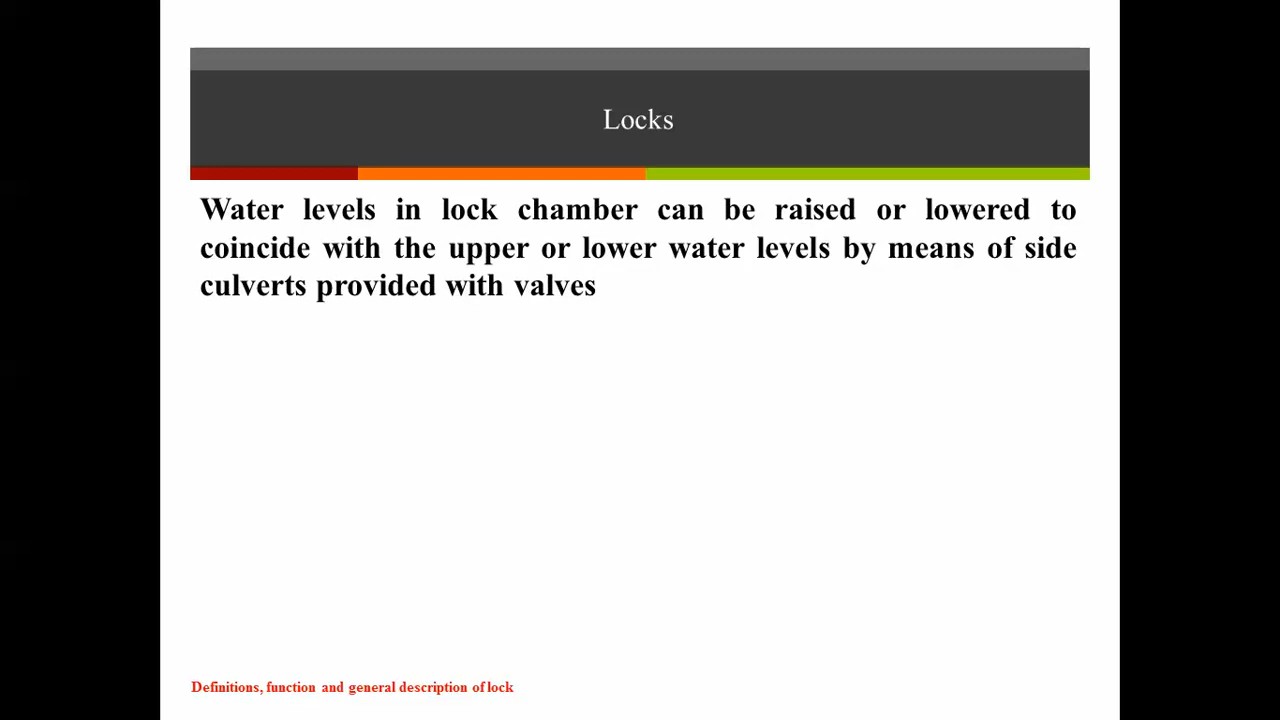 Locks
Water levels in lock chamber can be raised or lowered to
coincide with the upper or lower water levels by means of side
culverts provided with valves
Definitions, function and general description of lock